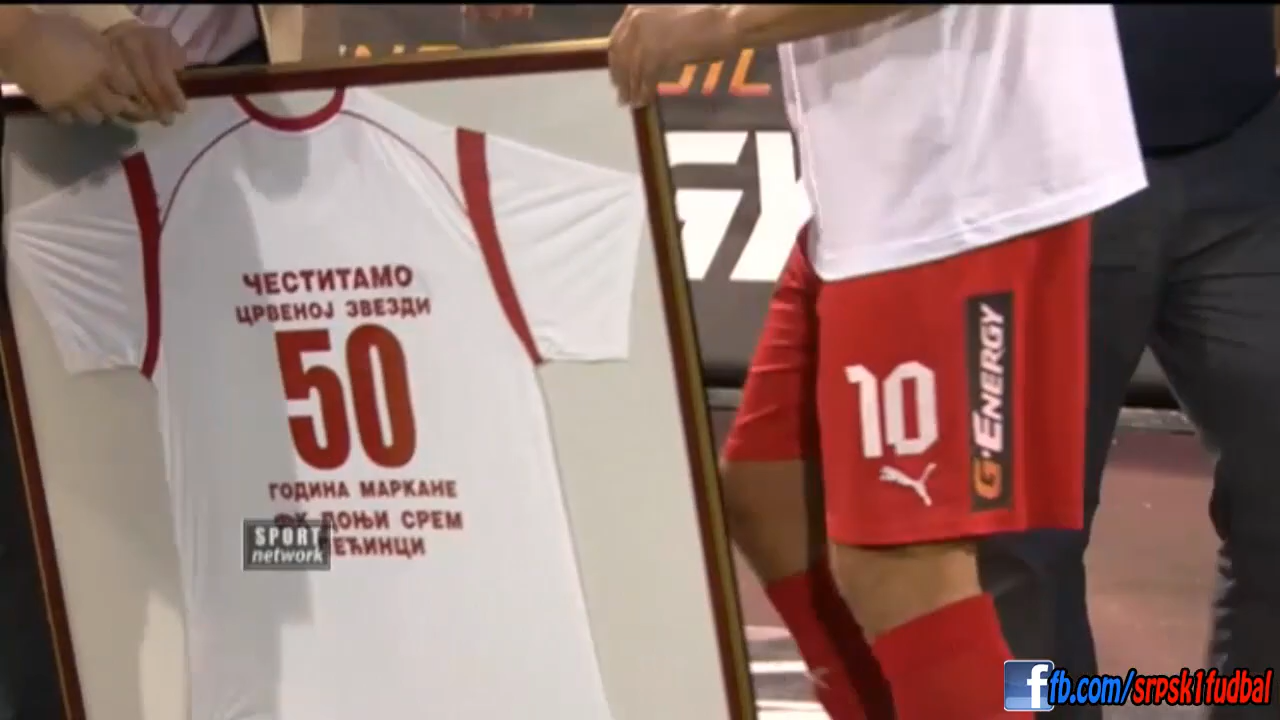 ЧЕСТИТАМО
ЦРВЕНОЈ ЗВЕЗДИ
50
ГОДИНА МАРКАНЕ
ФК ДОЊИ СРЕМ
SPORT
network
10
G-ENERGY
fb.com/srpsk1fudbal